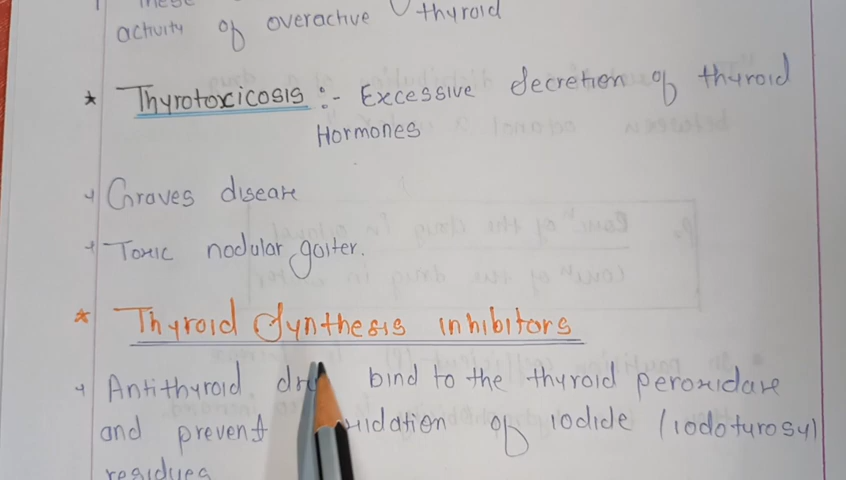 These
activity of overactive thyroid
* Thyrotoxicosis :- Excessive Secretion of thyroid
Hormones
Graves disease
Toxic nodular goiter.
* Thyroid Synthesis inhibitors
Antithyroid bind to the thyroid peroxidase
and prevent of iodide (iodotyrosyl
residues